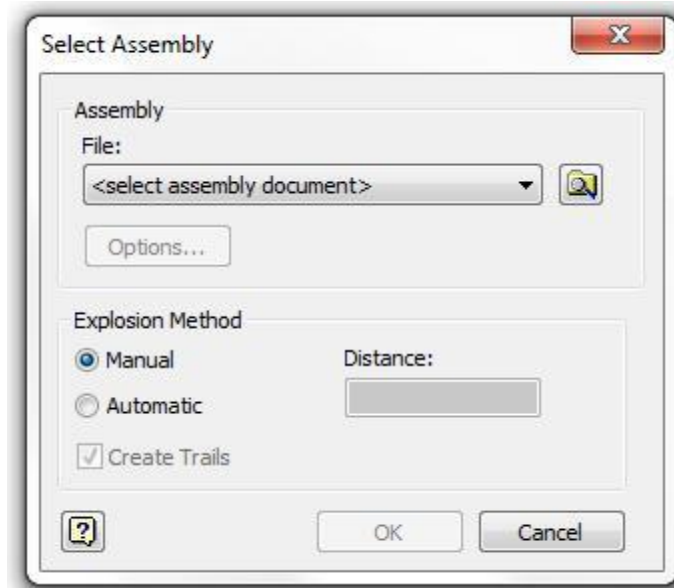 Select Assembly
Assembly
File:
<select assembly document>
Options...
Explosion Method
Manual
Distance:
Automatic
Create Trails
OK
Cancel